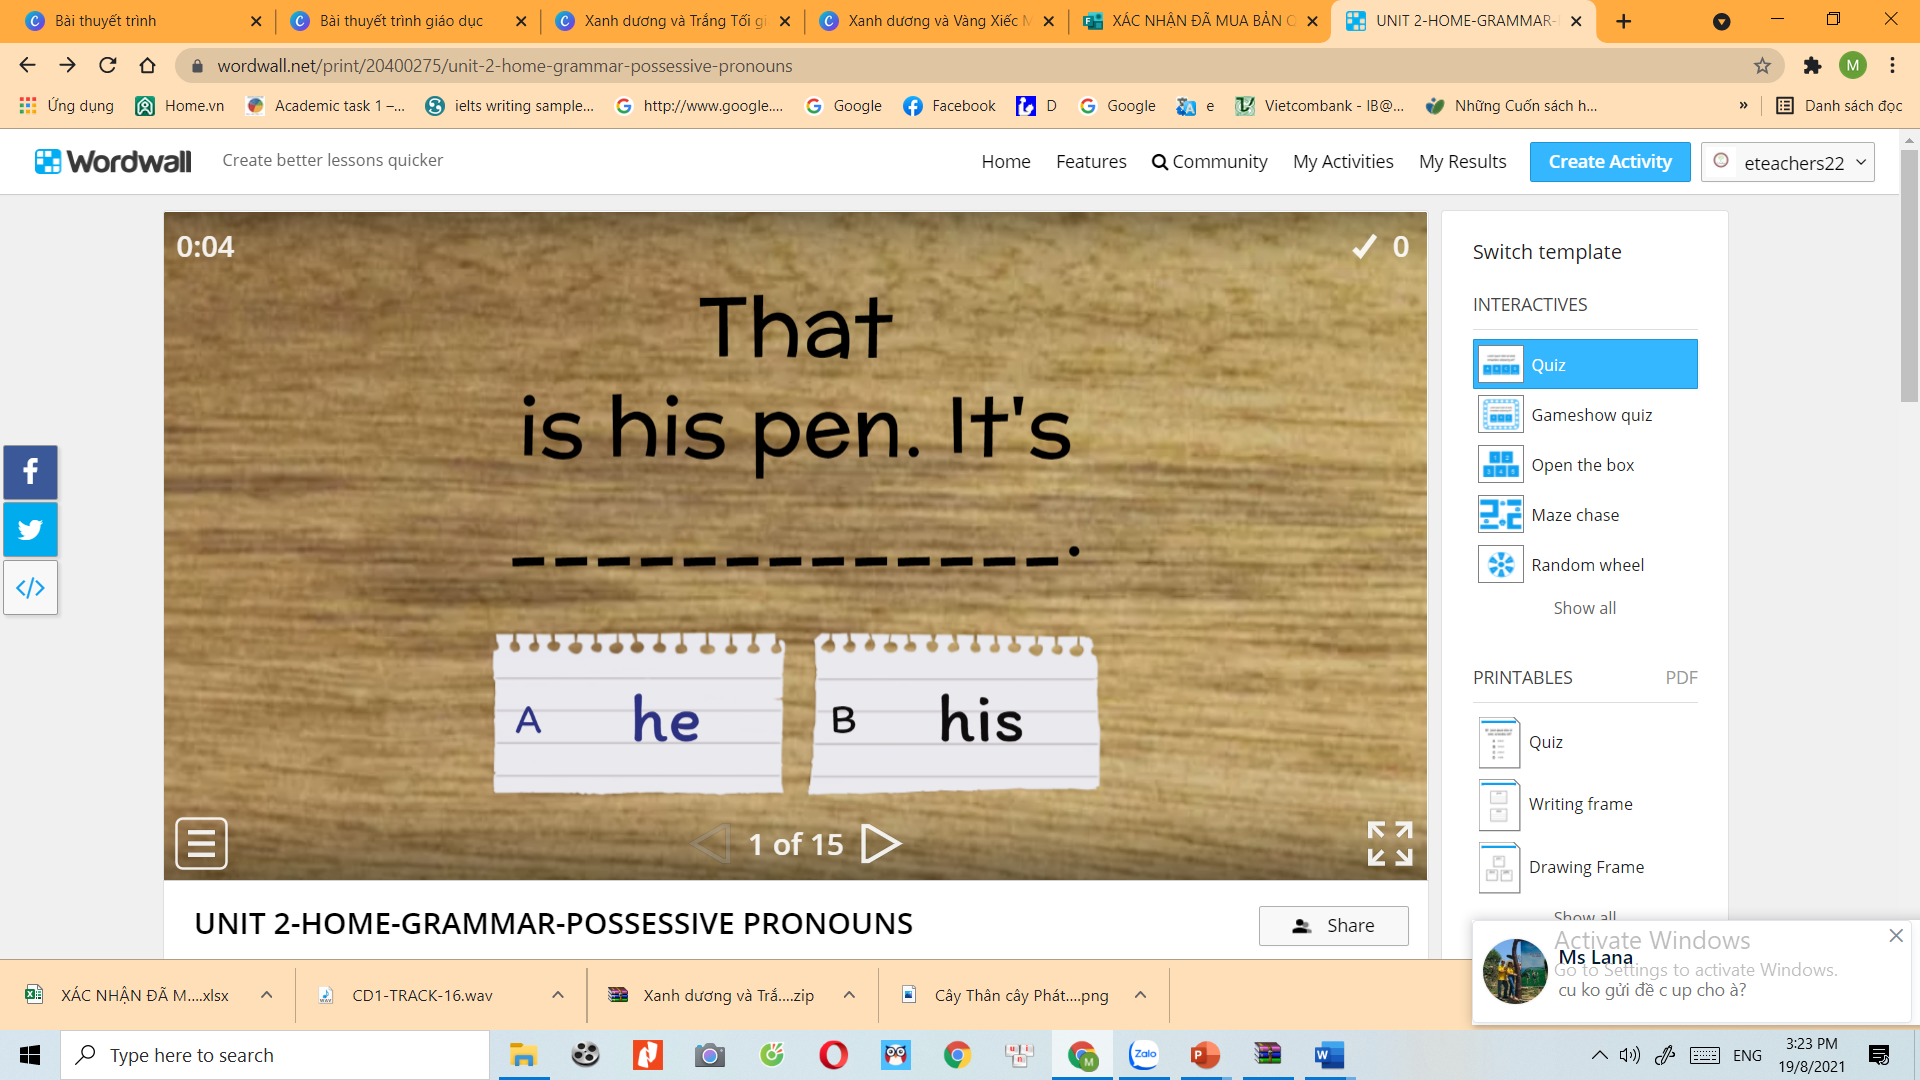 Bài thuyết trình
Bài thuyết trình giáo dục
Xanh dương và Trắng Tối gi
Xanh dương và Vàng Xiếc M
XÁC NHẬN ĐÃ MUA BẢN Q
UNIT 2-HOME-GRAMMAR-
wordwall.net/print/20400275/unit-2-home-grammar-possessive-pronouns
M
Ứng dụng
Home.vn
Academic task 1 –...
ielts writing sample...
http://www.google....
Google
Facebook
D
Google
e
Vietcombank - IB@...
Những Cuốn sách h...
»
Danh sách đọc
Wordwall
Create better lessons quicker
Home
Features
Community
My Activities
My Results
Create Activity
eteachers22
0:04
0
That
is his pen. It's
_____________.
A he
B his
1 of 15
Switch template
INTERACTIVES
Quiz
Gameshow quiz
Open the box
Maze chase
Random wheel
Show all
PRINTABLES
PDF
Quiz
Writing frame
Drawing Frame
Show all
UNIT 2-HOME-GRAMMAR-POSSESSIVE PRONOUNS
Share
Activate Windows
Ms Lana
Go to Settings to activate Windows.
cu ko gửi đề c up cho à?
XÁC NHẬN ĐÃ M....xlsx
CD1-TRACK-16.wav
Xanh dương và Trắ....zip
Cây Thân cây Phát....png
Type here to search
Zalo
ENG
3:23 PM
19/8/2021